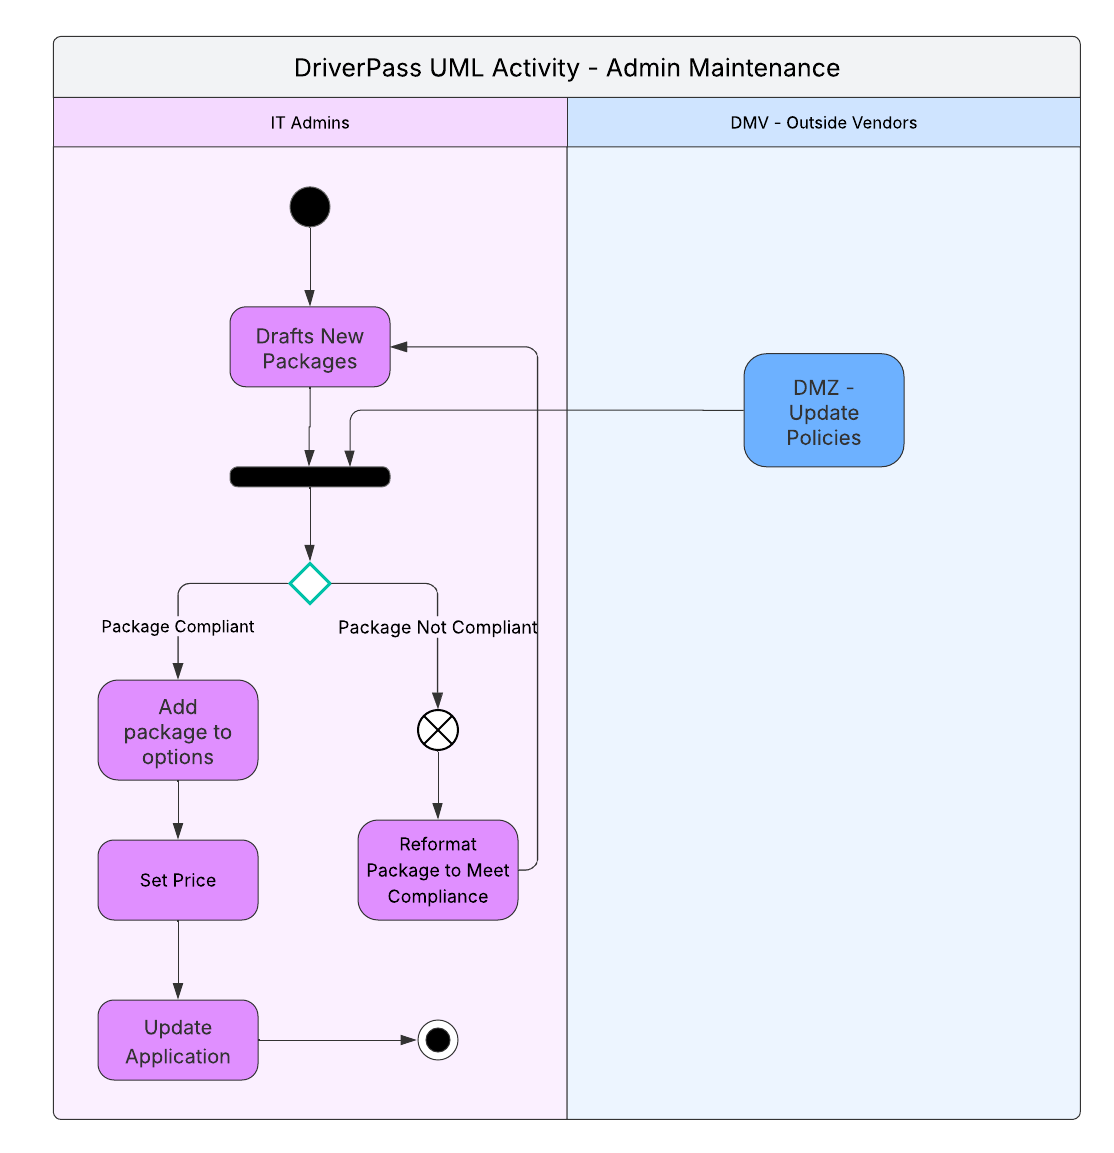 DriverPass UML Activity - Admin Maintenance
IT Admins
DMV - Outside Vendors
Drafts New
Packages
DMZ -
Update
Policies
Package Compliant
Package Not Compliant
Add
package to
options
Set Price
Reformat
Package to Meet
Compliance
Update
Application